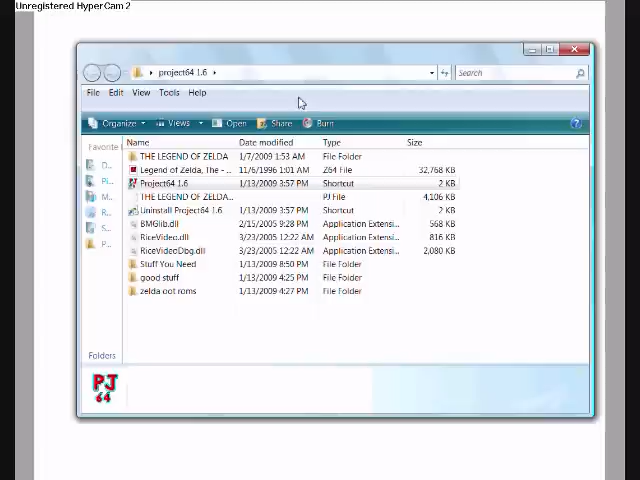 Unregistered HyperCam 2
project64 1.6
Search
File Edit View Tools Help
Organize Views Open Share Burn
Favorite L
Name Date modified Type Size
THE LEGEND OF ZELDA 1/7/2009 1:53 AM File Folder
Legend of Zelda, The - ... 11/6/1996 1:01 AM Z64 File 32,768 KB
Project64 1.6 1/13/2009 3:57 PM Shortcut 2 KB
THE LEGEND OF ZELDA... PJ File 4,106 KB
Uninstall Project64 1.6 1/13/2009 3:57 PM Shortcut 2 KB
BMGlib.dll 2/15/2005 9:28 PM Application Extensi... 568 KB
RiceVideo.dll 3/23/2005 12:22 AM Application Extensi... 816 KB
RiceVideoDbg.dll 3/23/2005 12:22 AM Application Extensi... 2,080 KB
Stuff You Need 1/13/2009 8:50 PM File Folder
good stuff 1/13/2009 4:25 PM File Folder
zelda oot roms 1/13/2009 4:27 PM File Folder
D...
Pi...
M...
R...
S...
P...
Folders
PJ
64